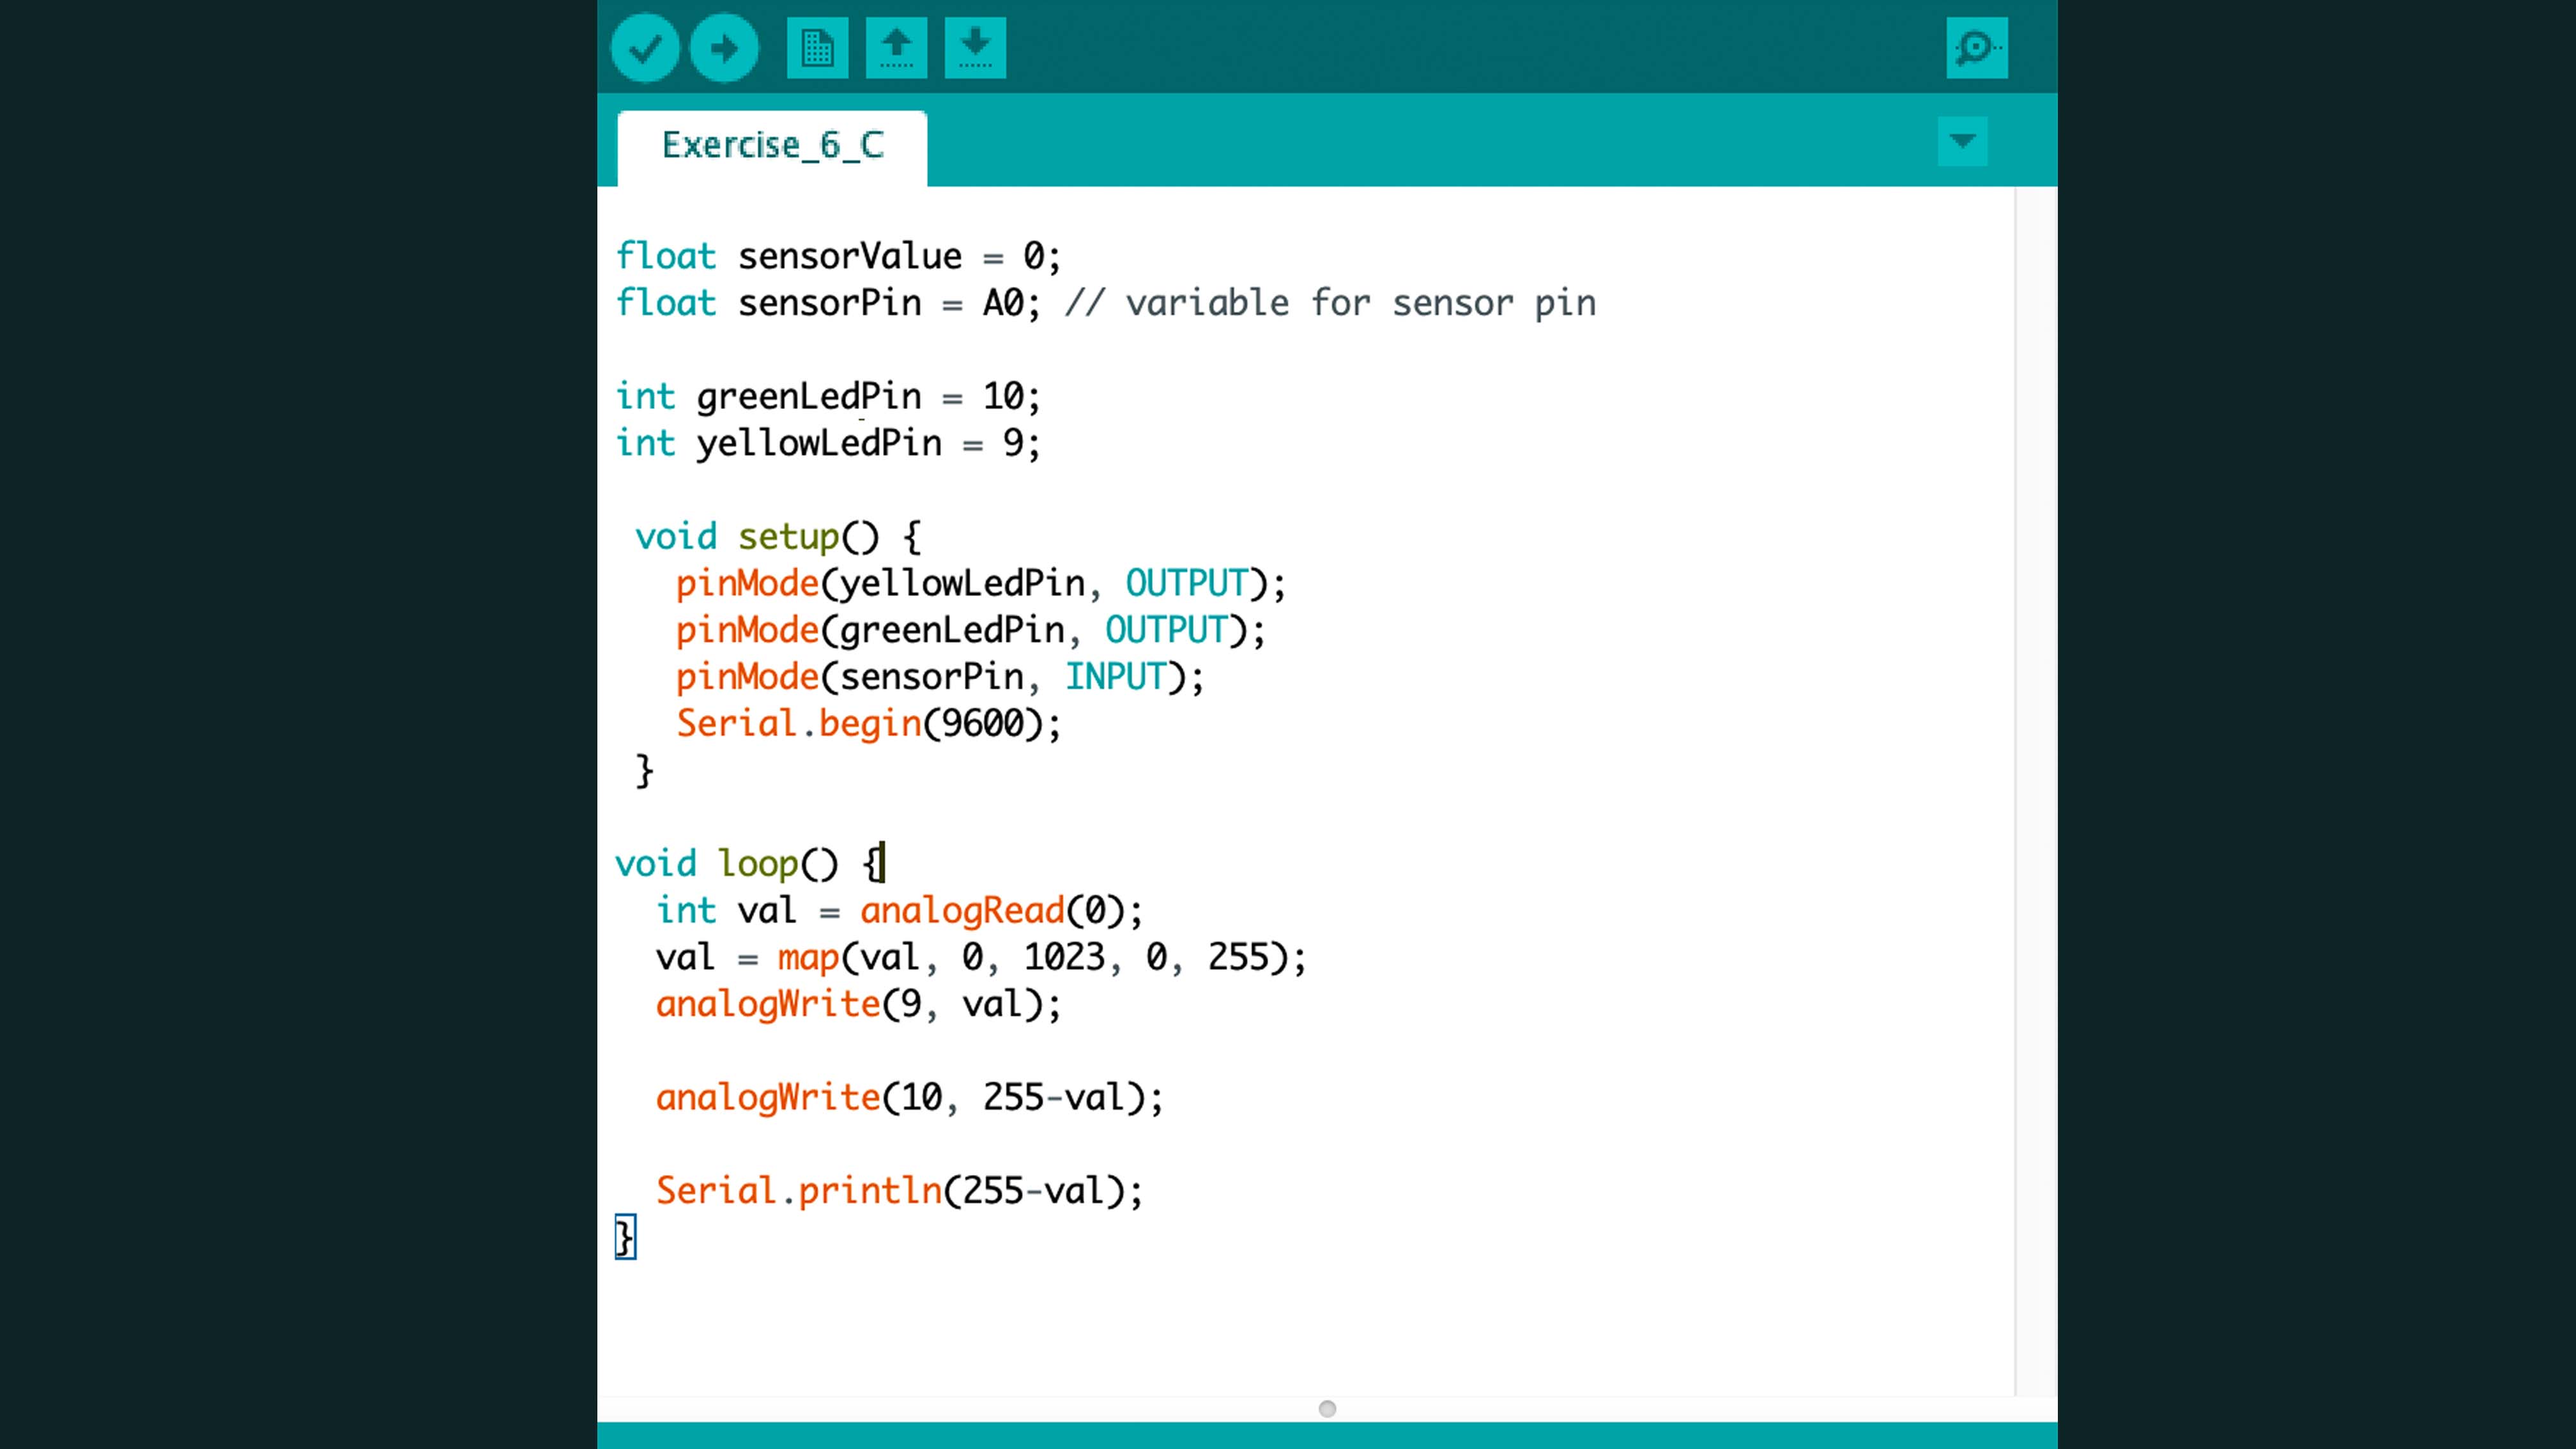 Exercise_6_C
float sensorValue = 0;
float sensorPin = A0; // variable for sensor pin
int greenLedPin = 10;
int yellowLedPin = 9;
void setup() {
pinMode(yellowLedPin, OUTPUT);
pinMode(greenLedPin, OUTPUT);
pinMode(sensorPin, INPUT);
Serial.begin(9600);
}
void loop() {
int val = analogRead(0);
val = map(val, 0, 1023, 0, 255);
analogWrite(9, val);
analogWrite(10, 255-val);
Serial.println(255-val);
}